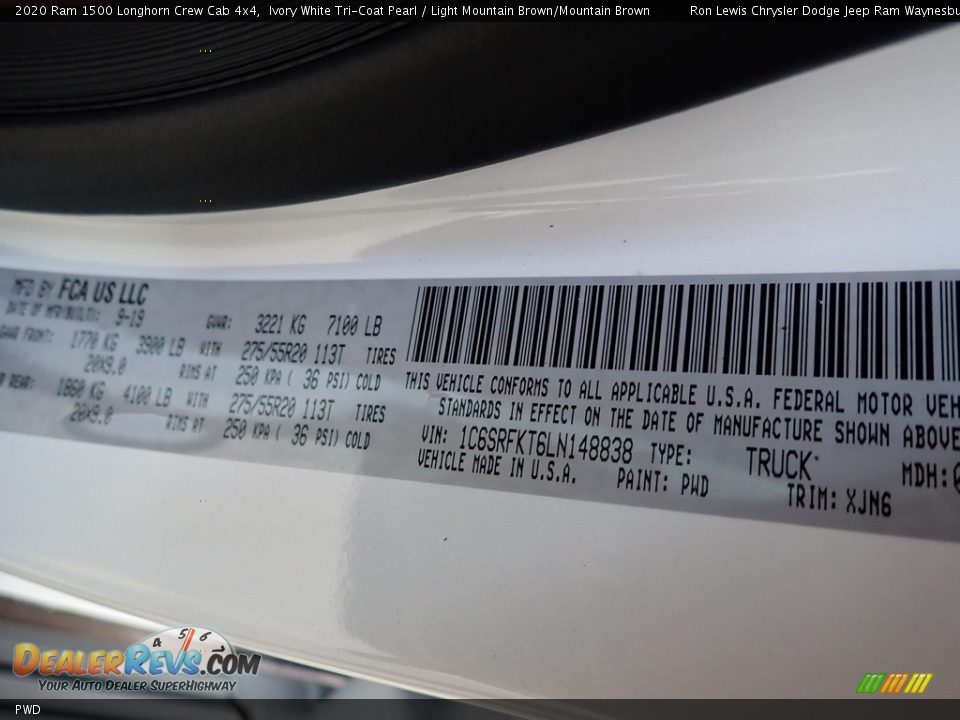 2020 Ram 1500 Longhorn Crew Cab 4x4, Ivory White Tri-Coat Pearl / Light Mountain Brown/Mountain Brown Ron Lewis Chrysler Dodge Jeep Ram Waynesbu
MFD BY FCA US LLC
DATE OF MFR/BUILT: 9-19 GVWR: 3221 KG 7100 LB
GAWR FRONT: 1770 KG 3900 LB WITH 275/55R20 113T TIRES
20X9.0 RIMS AT 250 KPA ( 36 PSI) COLD
REAR: 1860 KG 4100 LB WITH 275/55R20 113T TIRES
20X9.0 RIMS AT 250 KPA ( 36 PSI) COLD
THIS VEHICLE CONFORMS TO ALL APPLICABLE U.S.A. FEDERAL MOTOR VEH
STANDARDS IN EFFECT ON THE DATE OF MANUFACTURE SHOWN ABOVE
VIN: 1C6SRFKT6LN148838 TYPE: TRUCK MDH: 0
VEHICLE MADE IN U.S.A. PAINT: PWD TRIM: XJN6
4 5 6
DealerRevs.com
Your Auto Dealer SuperHighway
PWD